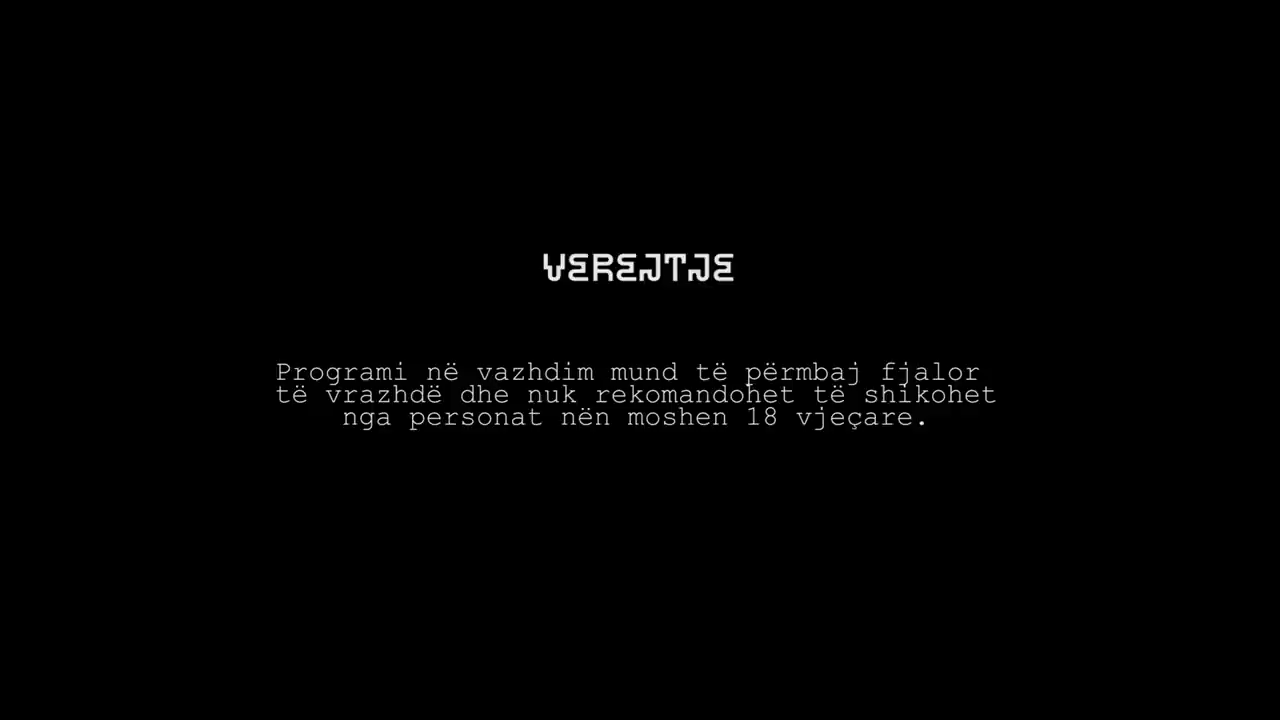 VEREJTJE
Programi në vazhdim mund të përmbaj fjalor
të vrazhdë dhe nuk rekomandohet të shikohet
nga personat nën moshen 18 vjeçare.